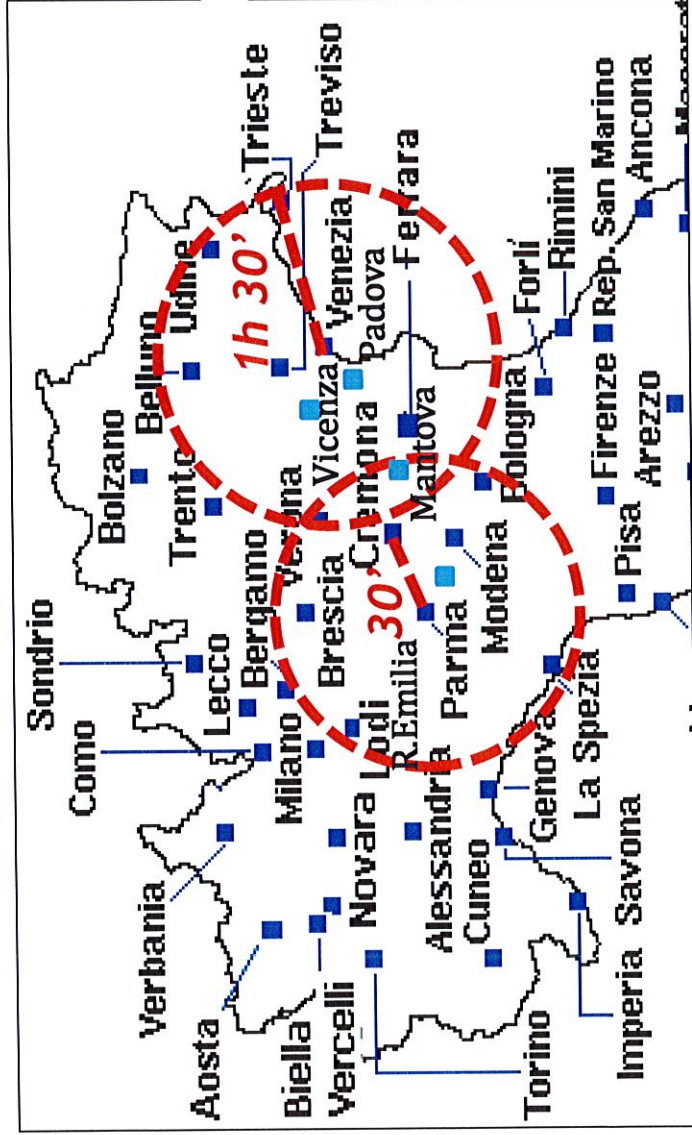 Sondrio
Como
Verbania
Aosta
Biella
Vercelli
Torino
Imperia
Savona
Genova
La Spezia
Cuneo
Alessandria
Novara
Milano
Lodi
Lecco
Bergamo
Brescia
Verona
Cremona
R.Emilia
Parma
Modena
30'
Bolzano
Trento
Belluno
Udine
1h 30'
Trieste
Treviso
Venezia
Padova
Vicenza
Ferrara
Mantova
Bologna
Forlí
Rimini
Rep. San Marino
Firenze
Ancona
Pisa
Arezzo